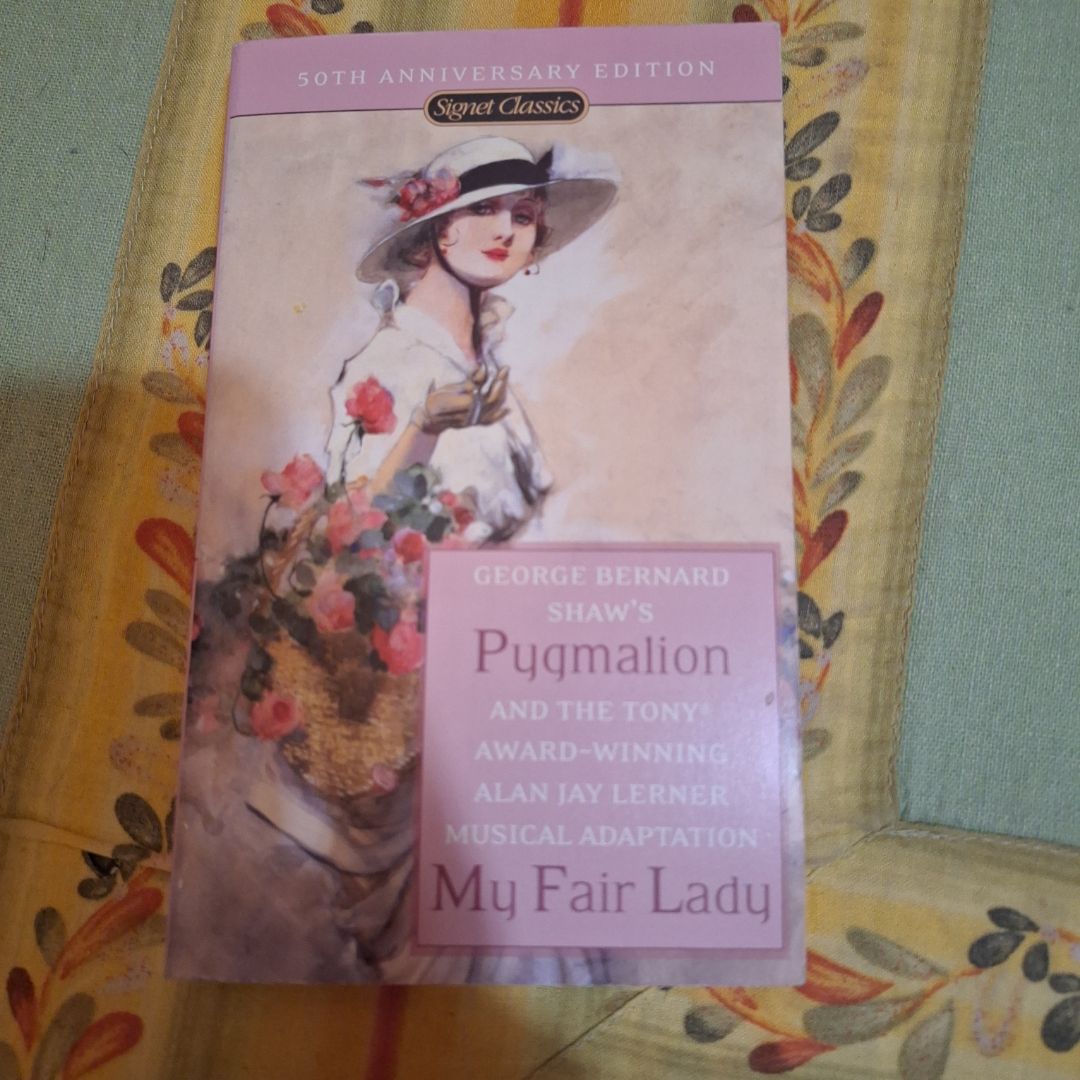 50TH ANNIVERSARY EDITION
Signet Classics
GEORGE BERNARD
SHAW'S
Pygmalion
AND THE TONY®
AWARD-WINNING
ALAN JAY LERNER
MUSICAL ADAPTATION
My Fair Lady